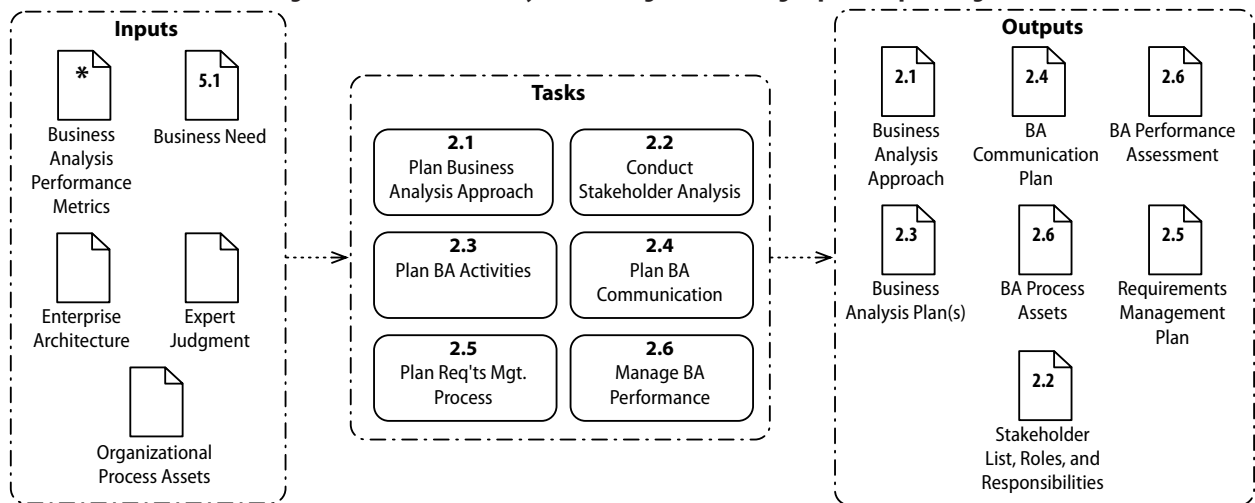 Inputs
*
Business
Analysis
Performance
Metrics
5.1
Business Need
Enterprise
Architecture
Expert
Judgment
Organizational
Process Assets
Tasks
2.1
Plan Business
Analysis Approach
2.2
Conduct
Stakeholder Analysis
2.3
Plan BA Activities
2.4
Plan BA
Communication
2.5
Plan Req'ts Mgt.
Process
2.6
Manage BA
Performance
Outputs
2.1
Business
Analysis
Approach
2.4
BA
Communication
Plan
2.6
BA Performance
Assessment
2.3
Business
Analysis Plan(s)
2.6
BA Process
Assets
2.5
Requirements
Management
Plan
2.2
Stakeholder
List, Roles, and
Responsibilities